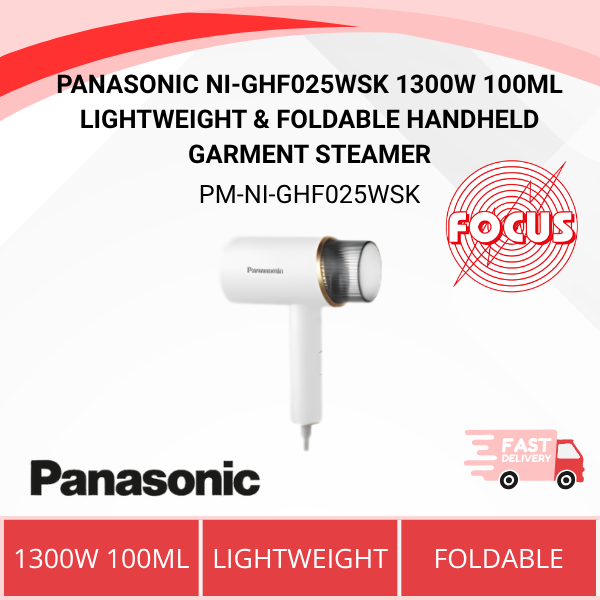 PANASONIC NI-GHF025WSK 1300W 100ML
LIGHTWEIGHT & FOLDABLE HANDHELD
GARMENT STEAMER
PM-NI-GHF025WSK
FOCUS
Panasonic
FAST
DELIVERY
Panasonic
1300W 100ML
LIGHTWEIGHT
FOLDABLE